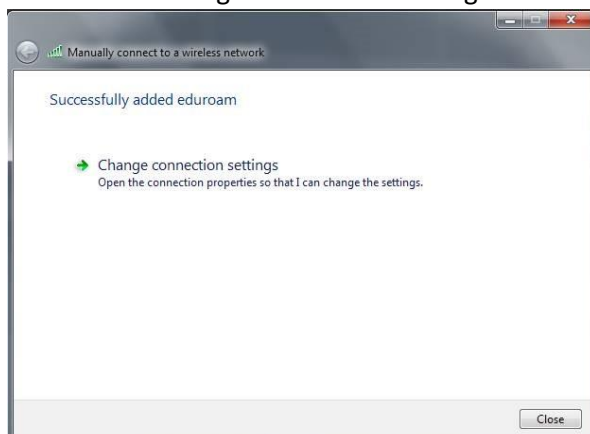 Manually connect to a wireless network
Successfully added eduroam
Change connection settings
Open the connection properties so that I can change the settings.
Close